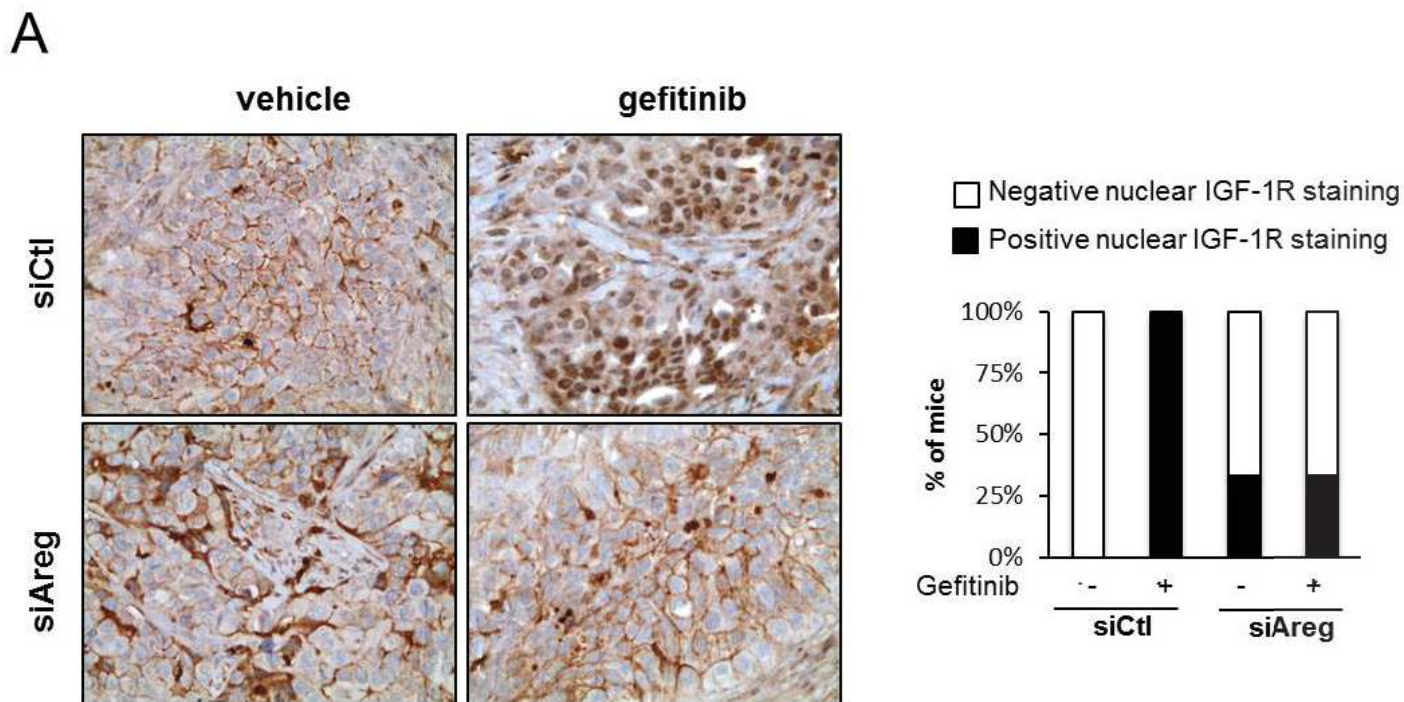 A
vehicle gefitinib
siCtl
siAreg
Negative nuclear IGF-1R staining
Positive nuclear IGF-1R staining
% of mice
100%
75%
50%
25%
0%
Gefitinib - + - +
siCtl siAreg